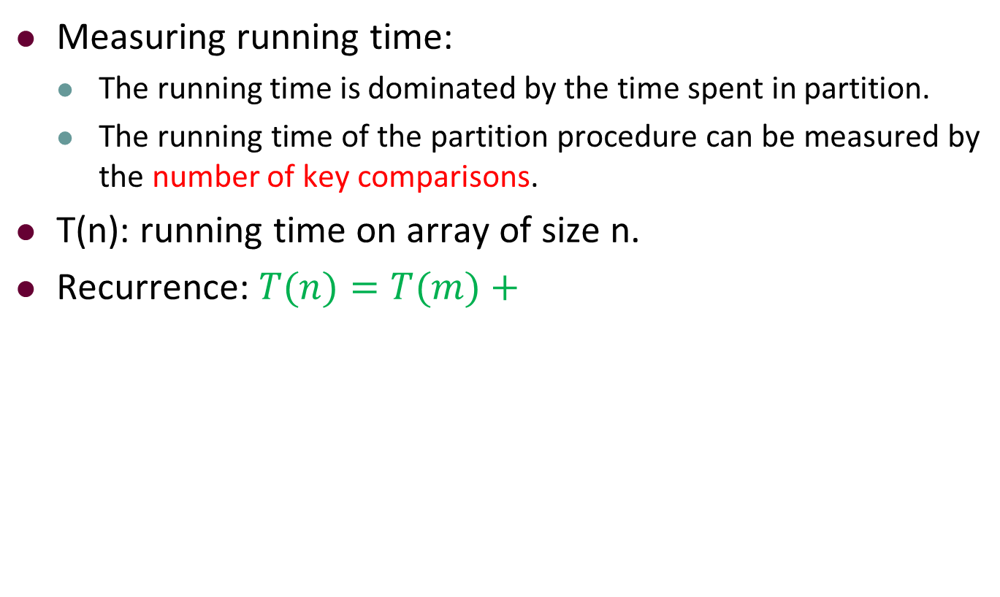 ● Measuring running time:
● The running time is dominated by the time spent in partition.
● The running time of the partition procedure can be measured by
the number of key comparisons.
● T(n): running time on array of size n.
● Recurrence: 𝑇(𝑛) = 𝑇(𝑚) +